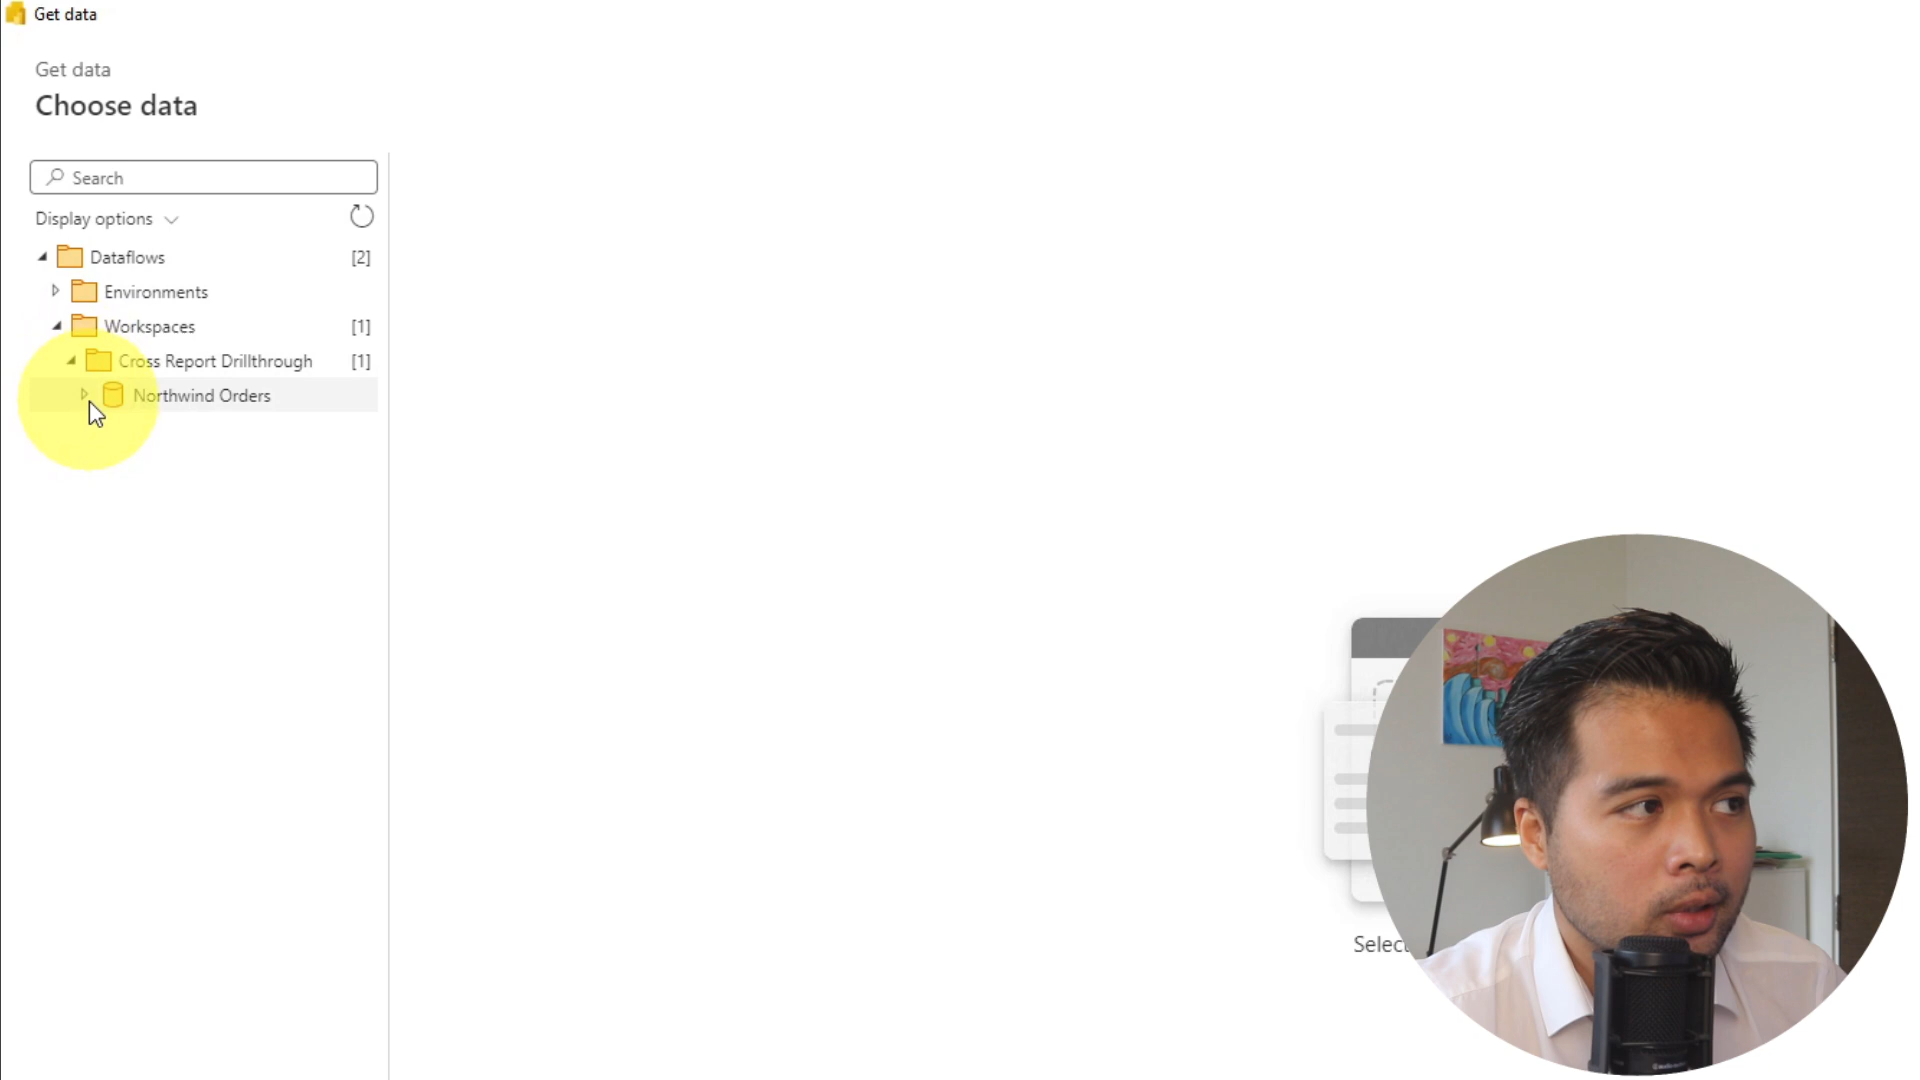 Get data
Get data
Choose data
Search
Display options
Dataflows [2]
Environments
Workspaces [1]
Cross Report Drillthrough [1]
Northwind Orders
Select